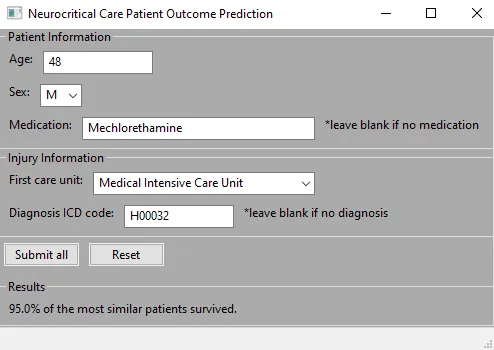 Neurocritical Care Patient Outcome Prediction
Patient Information
Age: 48
Sex: M
Medication: Mechlorethamine *leave blank if no medication
Injury Information
First care unit: Medical Intensive Care Unit
Diagnosis ICD code: H00032 *leave blank if no diagnosis
Submit all Reset
Results
95.0% of the most similar patients survived.